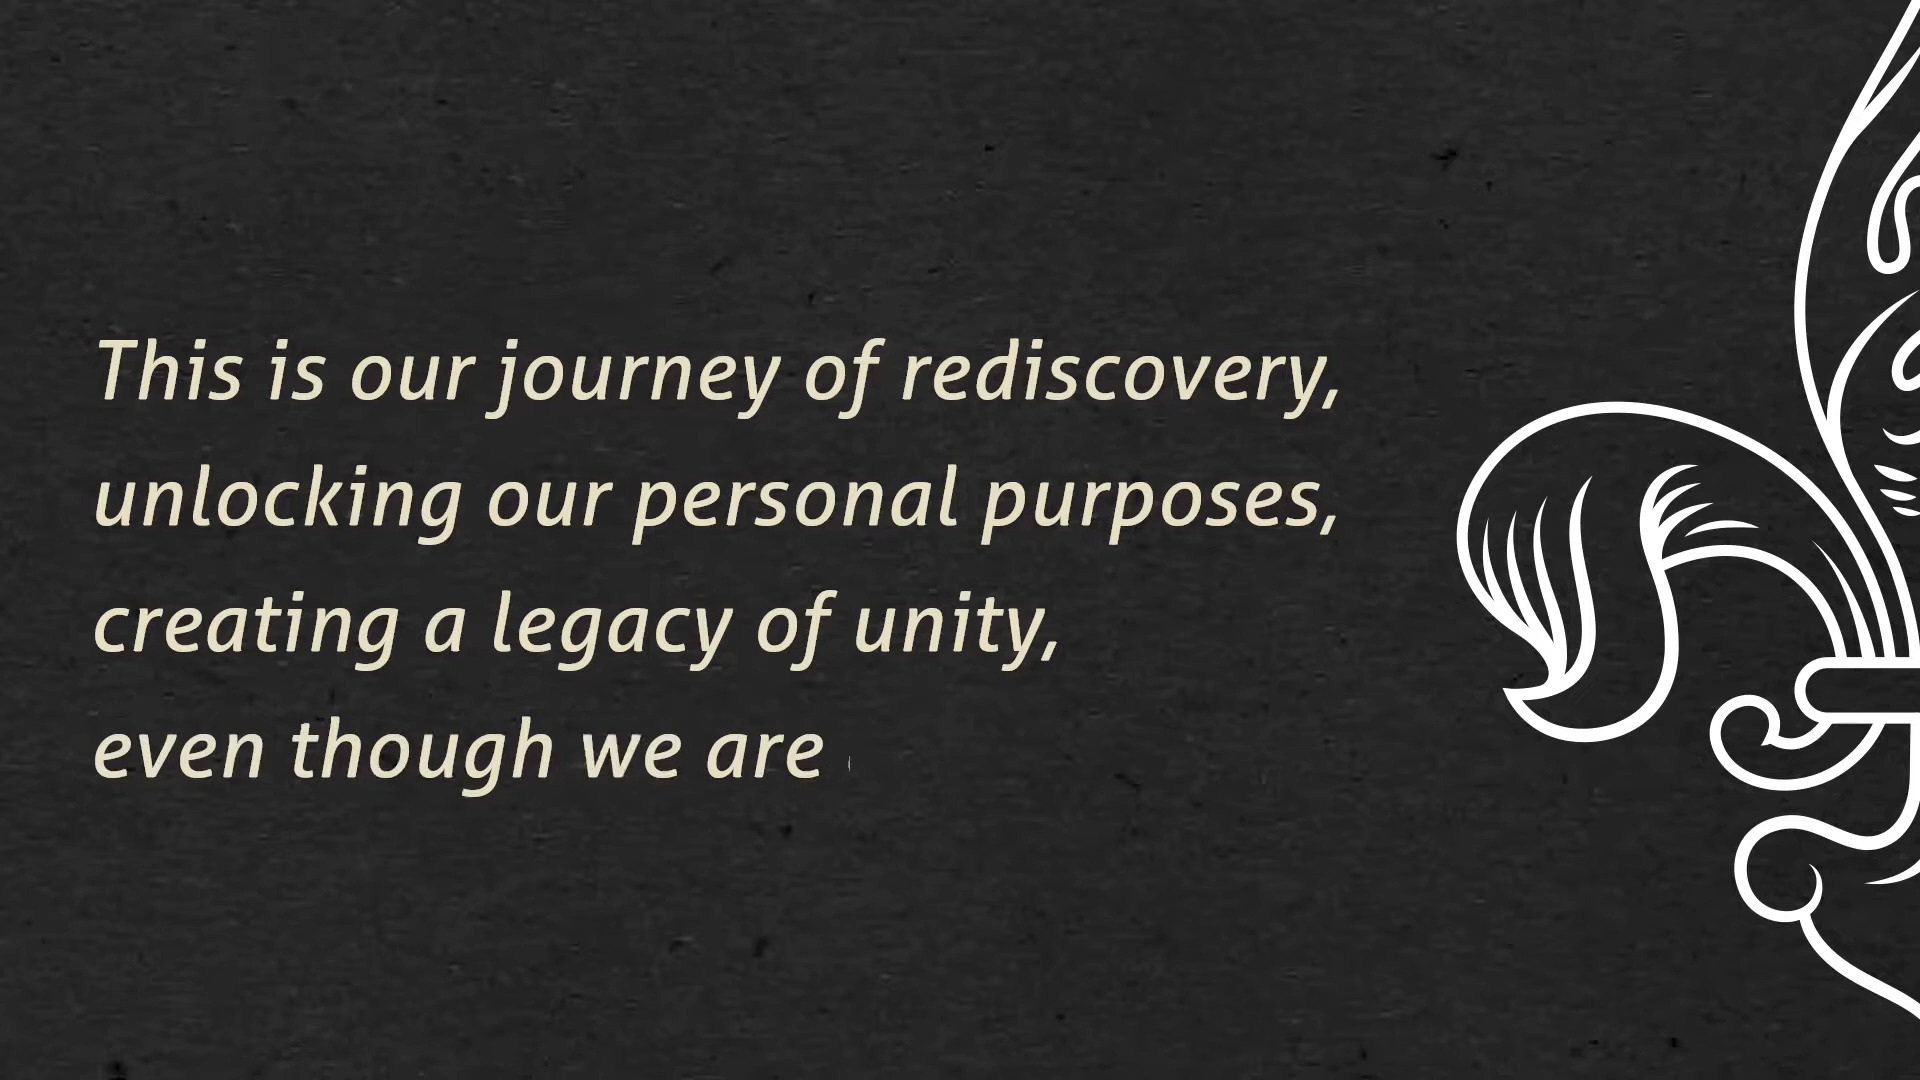 This is our journey of rediscovery,
unlocking our personal purposes,
creating a legacy of unity,
even though we are